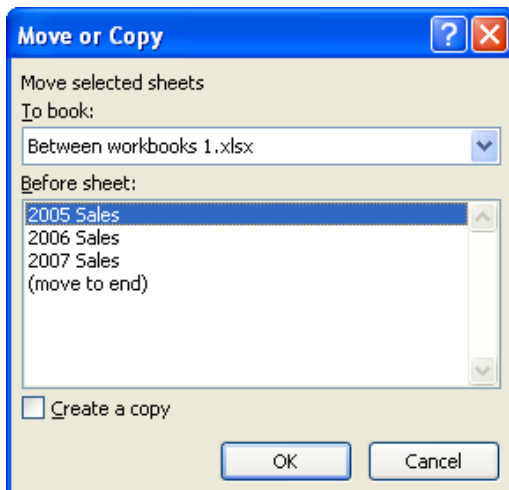 Move or Copy
Move selected sheets
To book:
Between workbooks 1.xlsx
Before sheet:
2005 Sales
2006 Sales
2007 Sales
(move to end)
Create a copy
OK Cancel